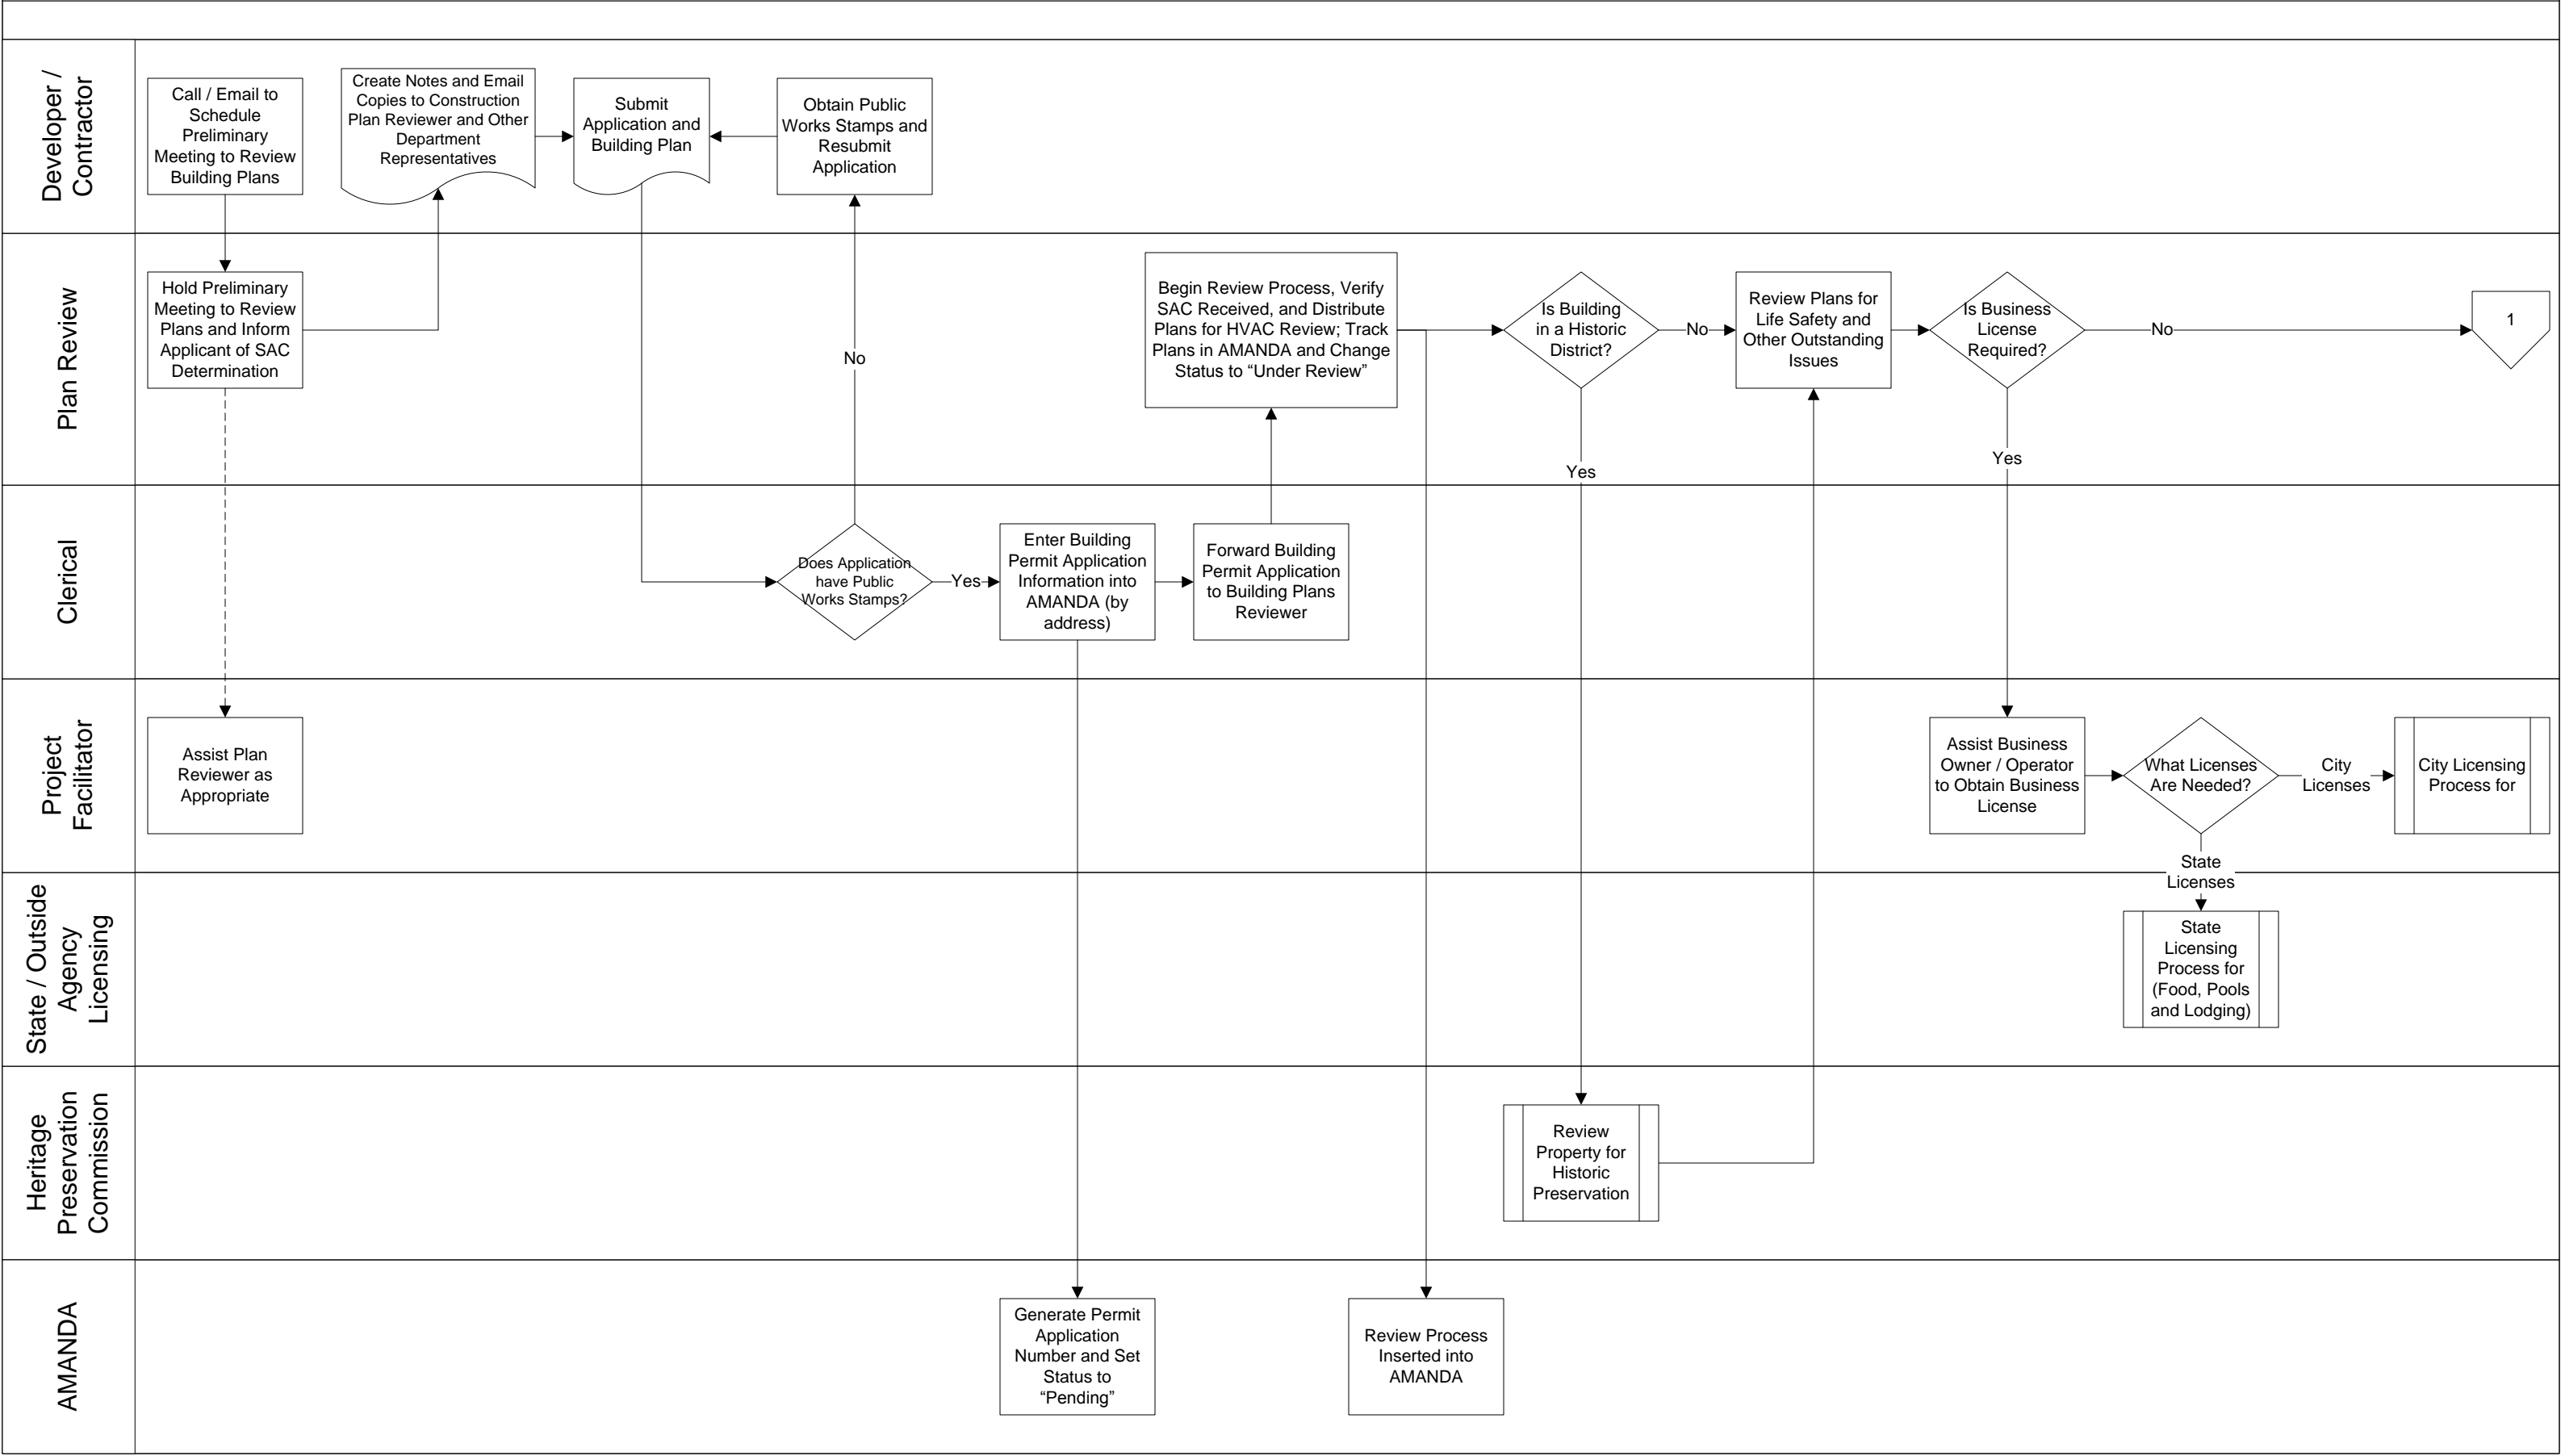 Developer /
Contractor
Call / Email to
Schedule
Preliminary
Meeting to Review
Building Plans
Create Notes and Email
Copies to Construction
Plan Reviewer and Other
Department
Representatives
Submit
Application and
Building Plan
Obtain Public
Works Stamps and
Resubmit
Application
Plan Review
Hold Preliminary
Meeting to Review
Plans and Inform
Applicant of SAC
Determination
No
Begin Review Process, Verify
SAC Received, and Distribute
Plans for HVAC Review; Track
Plans in AMANDA and Change
Status to “Under Review”
Is Building
in a Historic
District?
No
Yes
Review Plans for
Life Safety and
Other Outstanding
Issues
Is Business
License
Required?
No
Yes
1
Clerical
Does Application
have Public
Works Stamps?
Yes
Enter Building
Permit Application
Information into
AMANDA (by
address)
Forward Building
Permit Application
to Building Plans
Reviewer
Project
Facilitator
Assist Plan
Reviewer as
Appropriate
Assist Business
Owner / Operator
to Obtain Business
License
What Licenses
Are Needed?
City
Licenses
City Licensing
Process for
State
Licenses
State / Outside
Agency
Licensing
State
Licensing
Process for
(Food, Pools
and Lodging)
Heritage
Preservation
Commission
Review
Property for
Historic
Preservation
AMANDA
Generate Permit
Application
Number and Set
Status to
“Pending”
Review Process
Inserted into
AMANDA